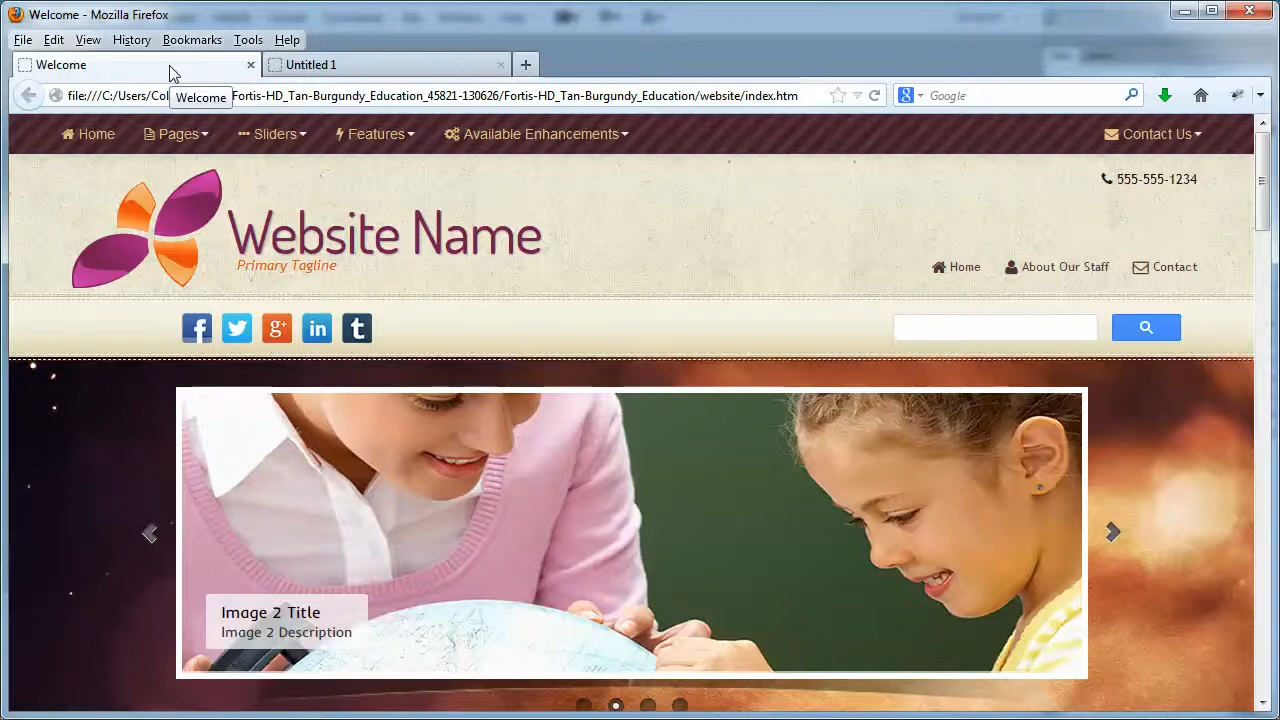 Welcome - Mozilla Firefox
File Edit View History Bookmarks Tools Help
Welcome
Untitled 1
file:///C:/Users/Col
Fortis-HD_Tan-Burgundy_Education_45821-130626/Fortis-HD_Tan-Burgundy_Education/website/index.htm
Google
Welcome
Home Pages Sliders Features Available Enhancements Contact Us
555-555-1234
Website Name
Primary Tagline
Home About Our Staff Contact
Image 2 Title
Image 2 Description